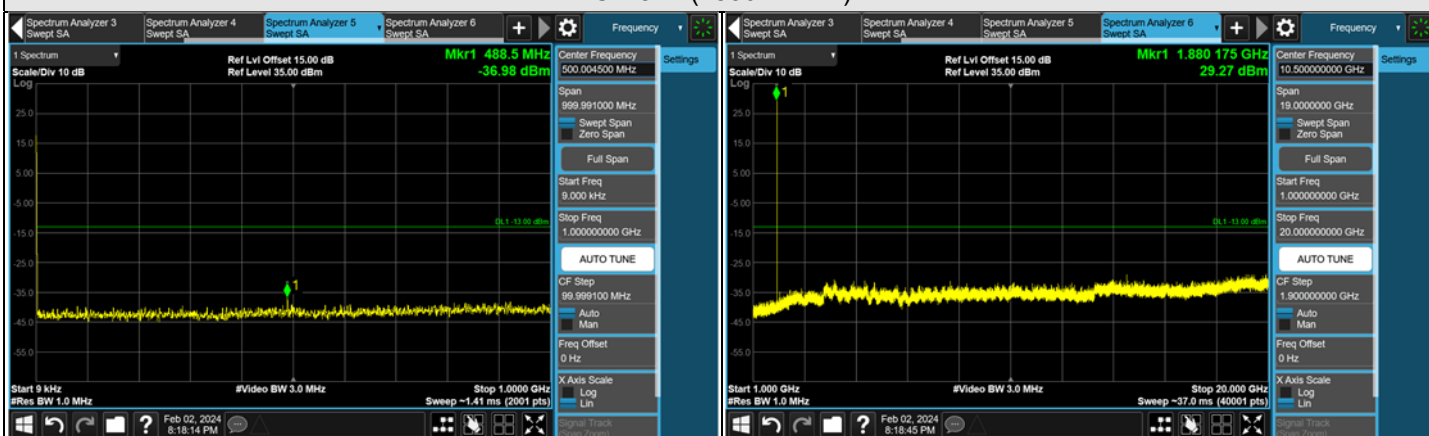 Spectrum Analyzer 3
Swept SA
Spectrum Analyzer 4
Swept SA
Spectrum Analyzer 5
Swept SA
Spectrum Analyzer 6
Swept SA
+
Frequency
1 Spectrum
Scale/Div 10 dB
Log
Ref Lvl Offset 15.00 dB
Ref Level 35.00 dBm
Mkr1 488.5 MHz
-36.98 dBm
1
25.0
15.0
5.00
-5.00
-15.0
-25.0
-35.0
-45.0
-55.0
DL1 -13.00 dBm
Start 9 kHz
#Res BW 1.0 MHz
#Video BW 3.0 MHz
Stop 1.0000 GHz
Sweep ~1.41 ms (2001 pts)
Center Frequency
500.004500 MHz
Settings
Span
999.991000 MHz
Swept Span
Zero Span
Full Span
Start Freq
9.000 kHz
Stop Freq
1.000000000 GHz
AUTO TUNE
CF Step
99.999100 MHz
Auto
Man
Freq Offset
0 Hz
X Axis Scale
Log
Lin
Signal Track
(Span Zoom)
?
Feb 02, 2024
8:18:14 PM
Spectrum Analyzer 3
Swept SA
Spectrum Analyzer 4
Swept SA
Spectrum Analyzer 5
Swept SA
Spectrum Analyzer 6
Swept SA
+
Frequency
1 Spectrum
Scale/Div 10 dB
Log
Ref Lvl Offset 15.00 dB
Ref Level 35.00 dBm
Mkr1 1.880 175 GHz
29.27 dBm
1
25.0
15.0
5.00
-5.00
-15.0
-25.0
-35.0
-45.0
-55.0
DL1 -13.00 dBm
Start 1.000 GHz
#Res BW 1.0 MHz
#Video BW 3.0 MHz
Stop 20.000 GHz
Sweep ~37.0 ms (40001 pts)
Center Frequency
10.500000000 GHz
Settings
Span
19.0000000 GHz
Swept Span
Zero Span
Full Span
Start Freq
1.000000000 GHz
Stop Freq
20.000000000 GHz
AUTO TUNE
CF Step
1.900000000 GHz
Auto
Man
Freq Offset
0 Hz
X Axis Scale
Log
Lin
Signal Track
(Span Zoom)
?
Feb 02, 2024
8:18:45 PM